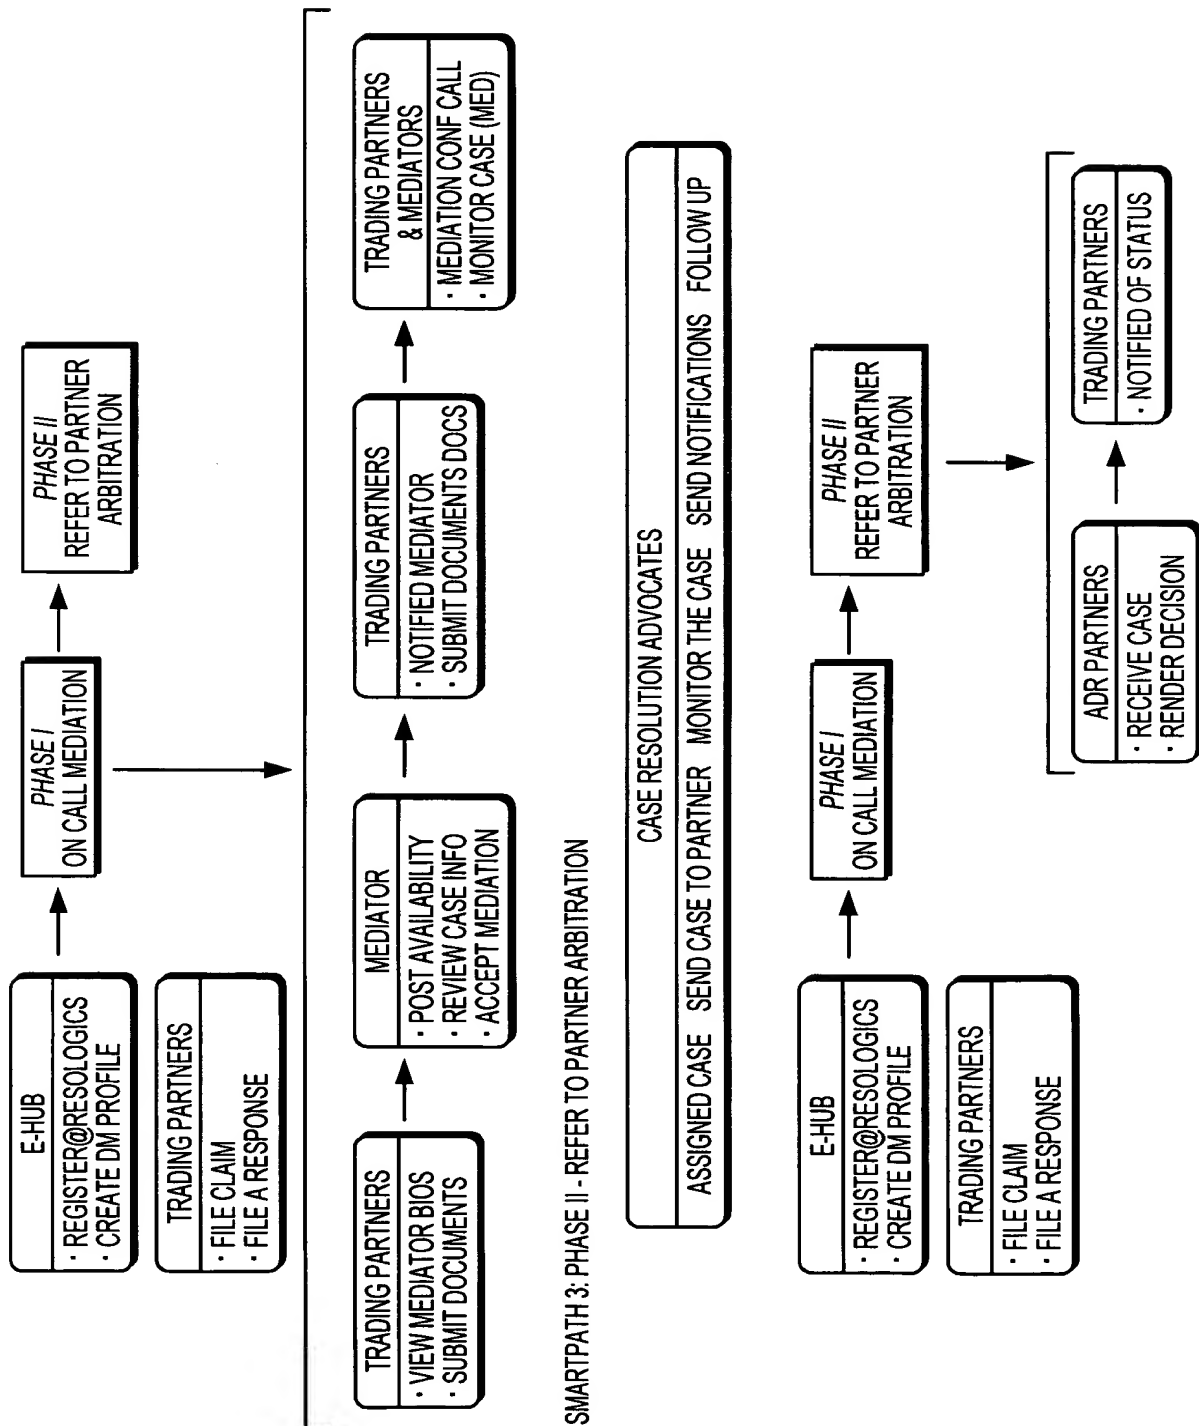 E-HUB
· REGISTER@RESOLOGICS
· CREATE DM PROFILE
TRADING PARTNERS
· FILE CLAIM
· FILE A RESPONSE
PHASE I
ON CALL MEDIATION
PHASE II
REFER TO PARTNER
ARBITRATION
TRADING PARTNERS
· VIEW MEDIATOR BIOS
· SUBMIT DOCUMENTS
MEDIATOR
· POST AVAILABILITY
· REVIEW CASE INFO
· ACCEPT MEDIATION
TRADING PARTNERS
· NOTIFIED MEDIATOR
· SUBMIT DOCUMENTS DOCS
TRADING PARTNERS
& MEDIATORS
· MEDIATION CONF CALL
· MONITOR CASE (MED)
SMARTPATH 3: PHASE II - REFER TO PARTNER ARBITRATION
CASE RESOLUTION ADVOCATES
ASSIGNED CASE SEND CASE TO PARTNER MONITOR THE CASE SEND NOTIFICATIONS FOLLOW UP
E-HUB
· REGISTER@RESOLOGICS
· CREATE DM PROFILE
TRADING PARTNERS
· FILE CLAIM
· FILE A RESPONSE
PHASE I
ON CALL MEDIATION
PHASE II
REFER TO PARTNER
ARBITRATION
ADR PARTNERS
· RECEIVE CASE
· RENDER DECISION
TRADING PARTNERS
· NOTIFIED OF STATUS